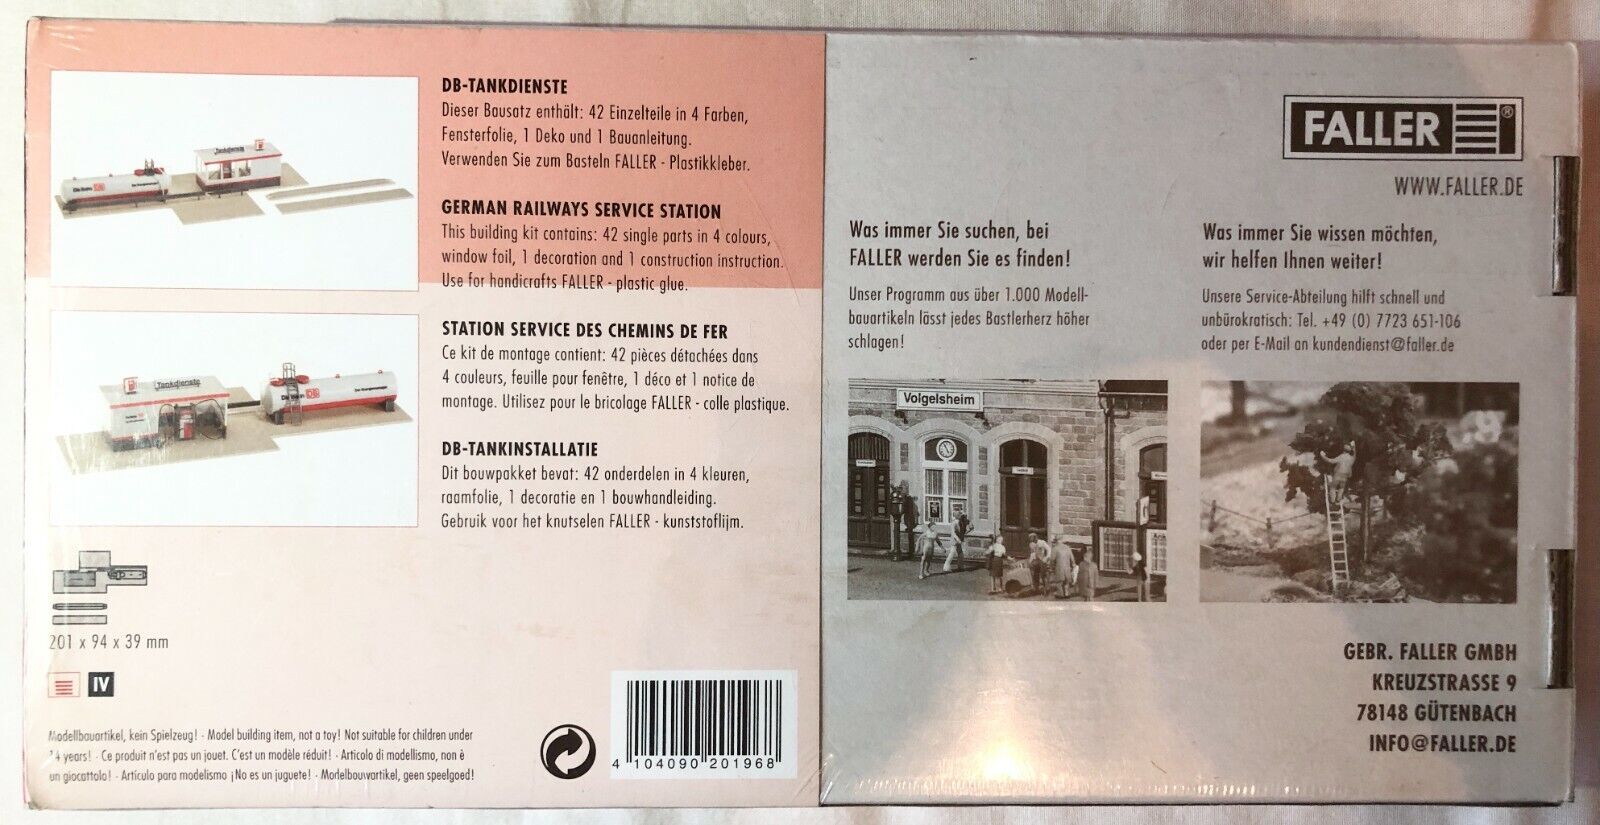 DB-TANKDIENSTE
Dieser Bausatz enthält: 42 Einzelteile in 4 Farben,
Fensterfolie, 1 Deko und 1 Bauanleitung.
Verwenden Sie zum Basteln FALLER - Plastikkleber.
GERMAN RAILWAYS SERVICE STATION
This building kit contains: 42 single parts in 4 colours,
window foil, 1 decoration and 1 construction instruction.
Use for handicrafts FALLER - plastic glue.
STATION SERVICE DES CHEMINS DE FER
Ce kit de montage contient: 42 pièces détachées dans
4 couleurs, feuille pour fenêtre, 1 déco et 1 notice de
montage. Utilisez pour le bricolage FALLER - colle plastique.
DB-TANKINSTALLATIE
Dit bouwpakket bevat: 42 onderdelen in 4 kleuren,
raamfolie, 1 decoratie en 1 bouwhandleiding.
Gebruik voor het knutselen FALLER - kunststoflijm.
Tankdienste
Die Bahn DB
Tankdienste
Die Bahn DB
201 x 94 x 39 mm
IV
Modellbauartikel, kein Spielzeug! · Model building item, not a toy! Not suitable for children under
14 years! · Ce produit n'est pas un jouet. C'est un modèle réduit! · Articolo di modellismo, non è
un giocattolo! · Artículo para modelismo ¡No es un juguete! · Modelbouwartikel, geen speelgoed!
4 104090 201968
FALLER ®
WWW.FALLER.DE
Was immer Sie suchen, bei
FALLER werden Sie es finden!
Unser Programm aus über 1.000 Modell-
bauartikeln lässt jedes Bastlerherz höher
schlagen!
Was immer Sie wissen möchten,
wir helfen Ihnen weiter!
Unsere Service-Abteilung hilft schnell und
unbürokratisch: Tel. +49 (0) 7723 651-106
oder per E-Mail an kundendienst@faller.de
Volgelsheim
GEBR. FALLER GMBH
KREUZSTRASSE 9
78148 GÜTENBACH
INFO@FALLER.DE